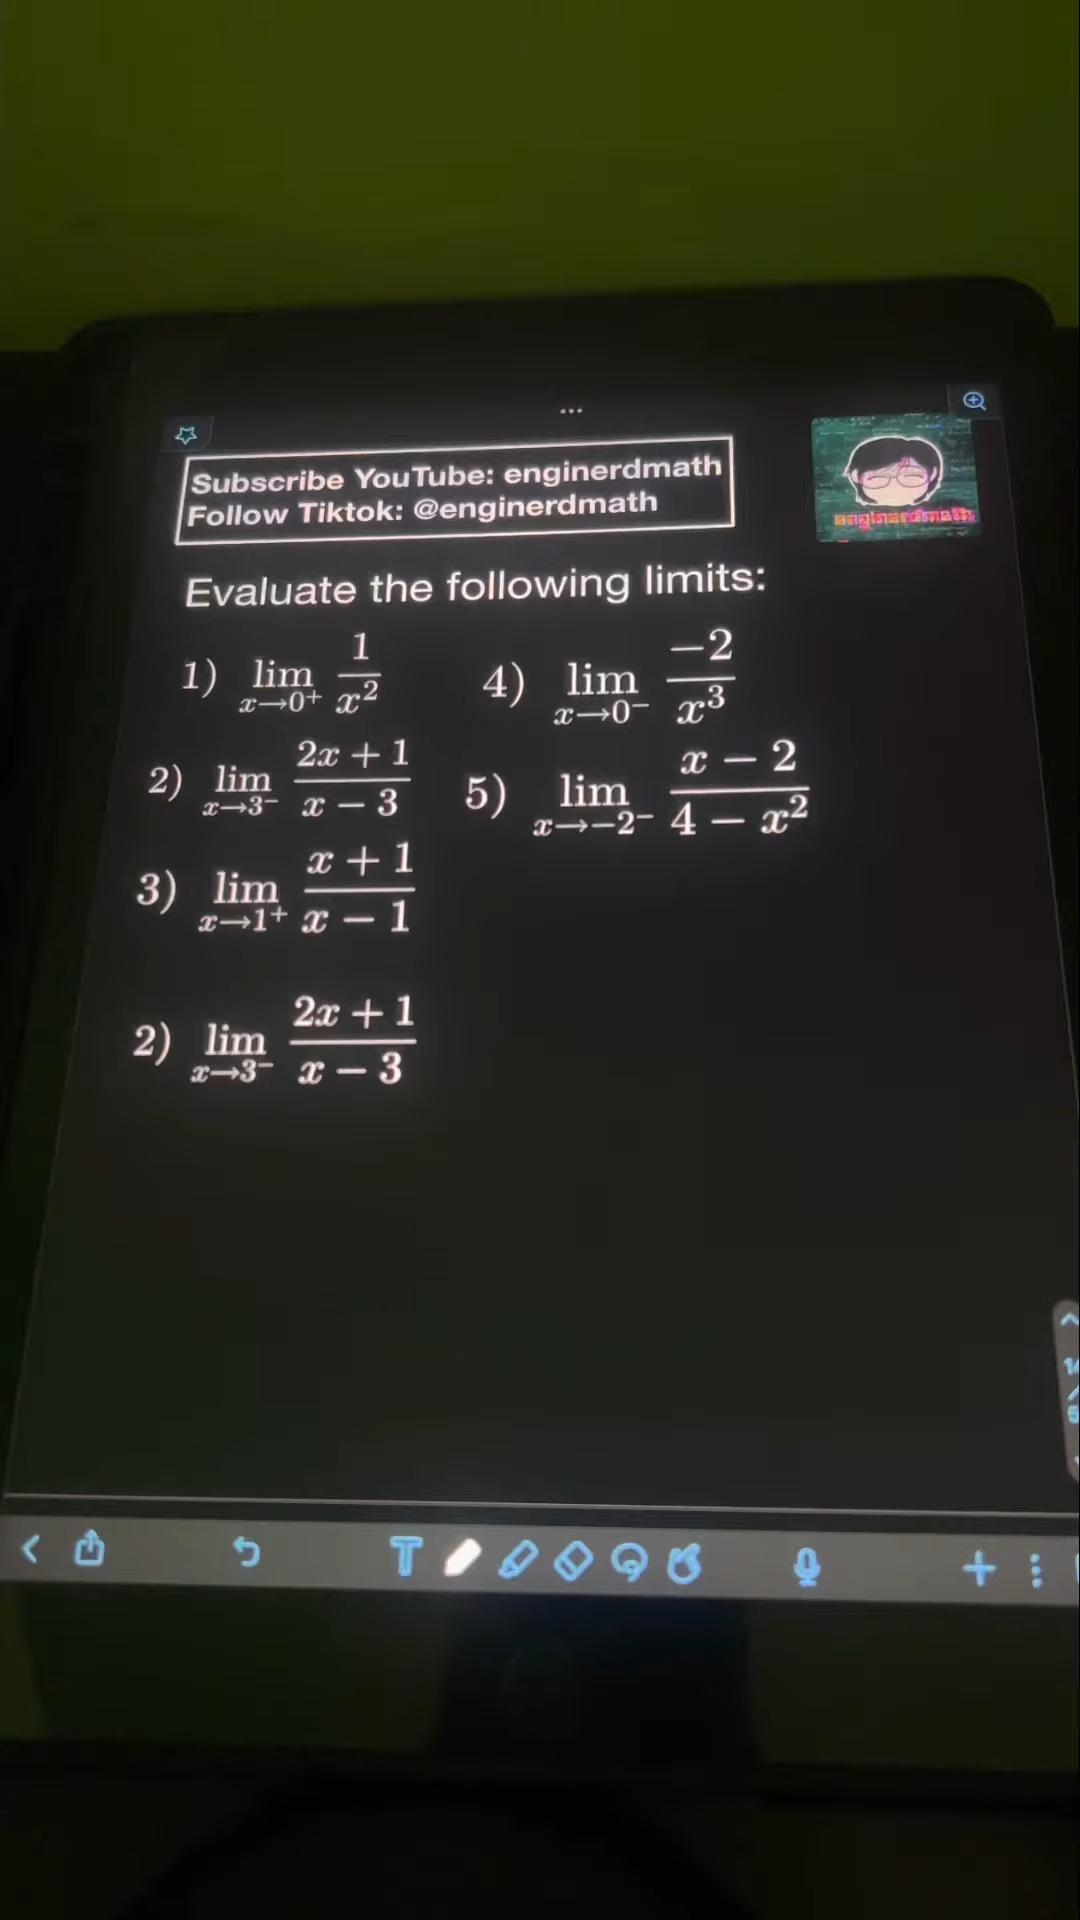 Subscribe YouTube: enginerdmath
Follow Tiktok: @enginerdmath
enginerdmath
Evaluate the following limits:
1) lim x→0⁺ 1/x²
2) lim x→3⁻ (2x + 1)/(x − 3)
3) lim x→1⁺ (x + 1)/(x − 1)
4) lim x→0⁻ −2/x³
5) lim x→−2⁻ (x − 2)/(4 − x²)
2) lim x→3⁻ (2x + 1)/(x − 3)
T